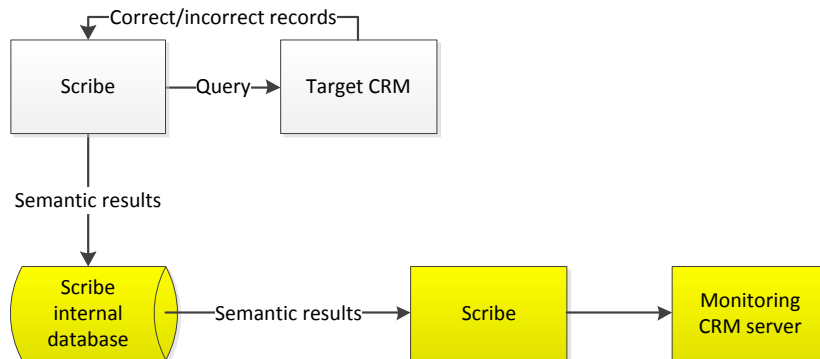 Correct/incorrect records
Scribe
Query
Target CRM
Semantic results
Scribe
internal
database
Semantic results
Scribe
Monitoring
CRM server